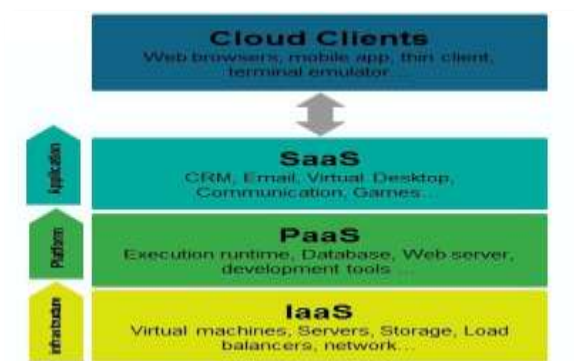 Cloud Clients
Web browsers, mobile app, thin client,
terminal emulator ...
Application
SaaS
CRM, Email, Virtual Desktop,
Communication, Games...
Platform
PaaS
Execution runtime, Database, Web server,
development tools ...
Infrastructure
IaaS
Virtual machines, Servers, Storage, Load
balancers, network...